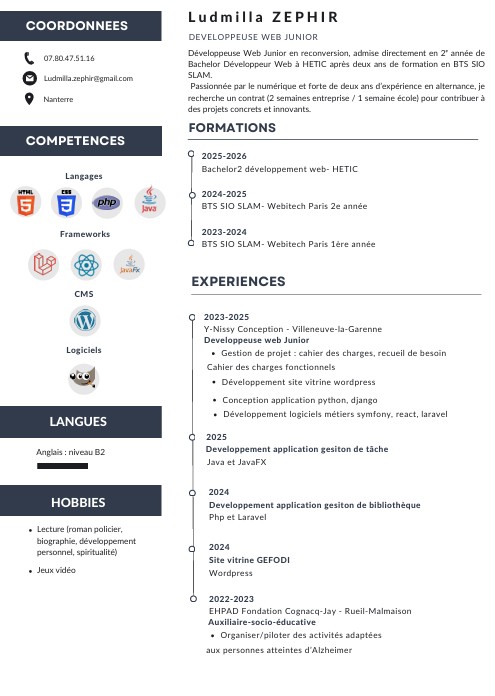 COORDONNEES
07.80.47.51.16
Ludmilla.zephir@gmail.com
Nanterre
COMPETENCES
Langages
HTML
CSS
php
Java
Frameworks
JavaFx
CMS
Logiciels
LANGUES
Anglais : niveau B2
HOBBIES
• Lecture (roman policier,
biographie, développement
personnel, spiritualité)
• Jeux vidéo
Ludmilla ZEPHIR
DEVELOPPEUSE WEB JUNIOR
Développeuse Web Junior en reconversion, admise directement en 2ᵉ année de
Bachelor Développeur Web à HETIC après deux ans de formation en BTS SIO
SLAM.
Passionnée par le numérique et forte de deux ans d'expérience en alternance, je
recherche un contrat (2 semaines entreprise / 1 semaine école) pour contribuer à
des projets concrets et innovants.
FORMATIONS
2025-2026
Bachelor2 développement web- HETIC
2024-2025
BTS SIO SLAM- Webitech Paris 2e année
2023-2024
BTS SIO SLAM- Webitech Paris 1ère année
EXPERIENCES
2023-2025
Y-Nissy Conception - Villeneuve-la-Garenne
Developpeuse web Junior
• Gestion de projet : cahier des charges, recueil de besoin
Cahier des charges fonctionnels
• Développement site vitrine wordpress
• Conception application python, django
• Développement logiciels métiers symfony, react, laravel
2025
Developpement application gesiton de tâche
Java et JavaFX
2024
Developpement application gesiton de bibliothèque
Php et Laravel
2024
Site vitrine GEFODI
Wordpress
2022-2023
EHPAD Fondation Cognacq-Jay - Rueil-Malmaison
Auxiliaire-socio-éducative
• Organiser/piloter des activités adaptées
aux personnes atteintes d'Alzheimer